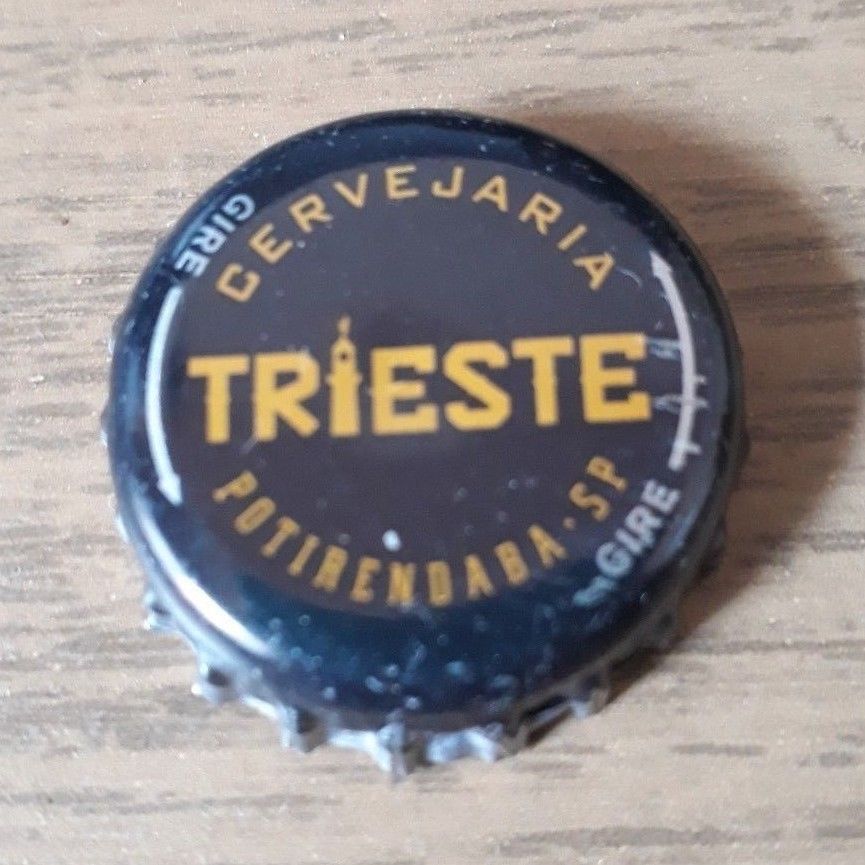 CERVEJARIA
TRIESTE
POTIRENDABA·SP
GIRE
GIRE